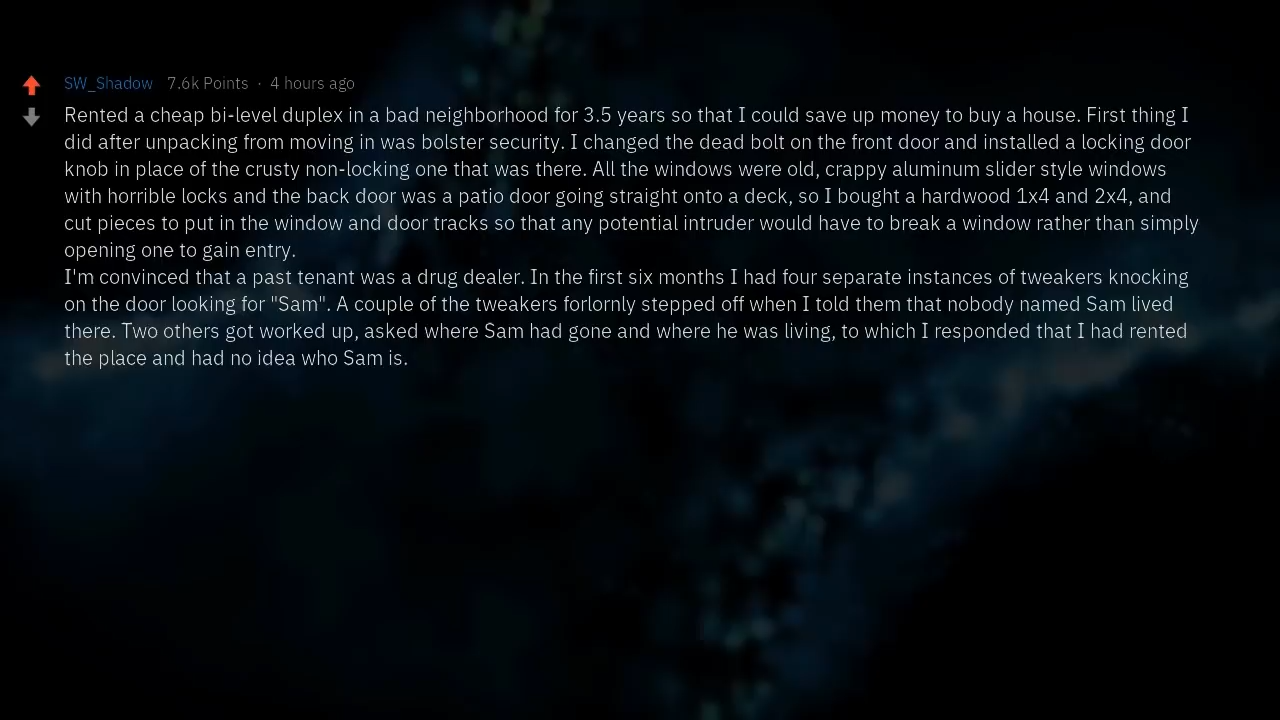 SW_Shadow 7.6k Points · 4 hours ago
Rented a cheap bi-level duplex in a bad neighborhood for 3.5 years so that I could save up money to buy a house. First thing I
did after unpacking from moving in was bolster security. I changed the dead bolt on the front door and installed a locking door
knob in place of the crusty non-locking one that was there. All the windows were old, crappy aluminum slider style windows
with horrible locks and the back door was a patio door going straight onto a deck, so I bought a hardwood 1x4 and 2x4, and
cut pieces to put in the window and door tracks so that any potential intruder would have to break a window rather than simply
opening one to gain entry.
I'm convinced that a past tenant was a drug dealer. In the first six months I had four separate instances of tweakers knocking
on the door looking for "Sam". A couple of the tweakers forlornly stepped off when I told them that nobody named Sam lived
there. Two others got worked up, asked where Sam had gone and where he was living, to which I responded that I had rented
the place and had no idea who Sam is.